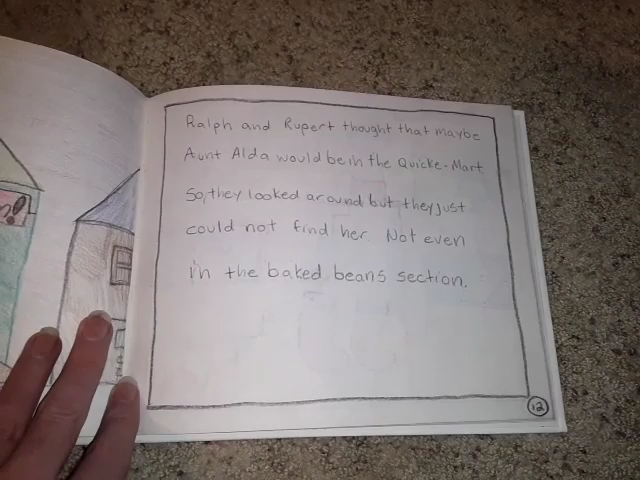 Ralph and Rupert thought that maybe
Aunt Alda would be in the Quicke-Mart.
So, they looked around but they just
could not find her. Not even
in the baked beans section.
12